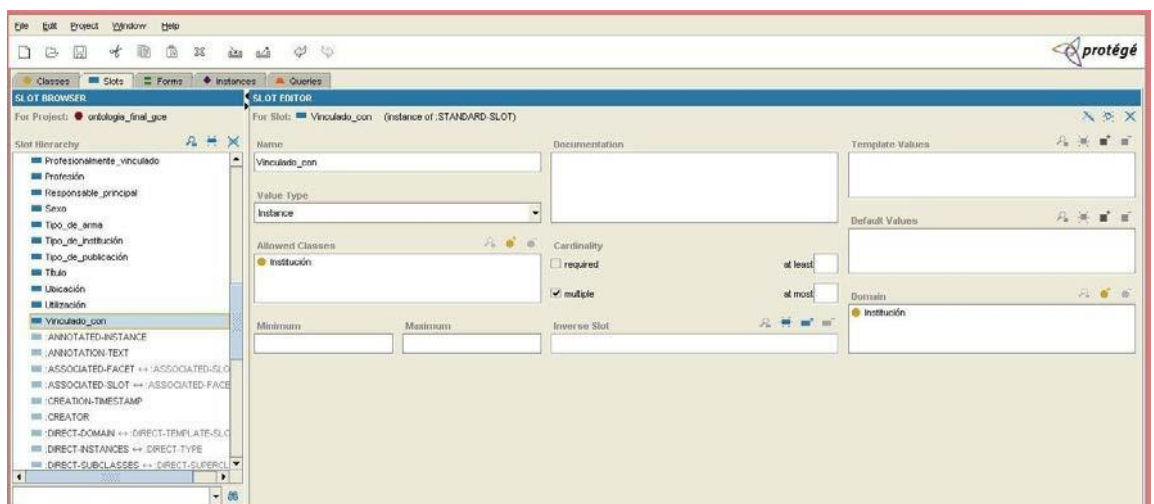 File Edit Project Window Help
protégé
Classes Slots Forms Instances Queries
SLOT BROWSER
For Project: ontologia_final_gce
Slot Hierarchy
Profesionalmente_vinculado
Profesión
Responsable_principal
Sexo
Tipo_de_arma
Tipo_de_institución
Tipo_de_publicación
Título
Ubicación
Utilización
Vinculado_con
:ANNOTATED-INSTANCE
:ANNOTATION-TEXT
:ASSOCIATED-FACET ↔ :ASSOCIATED-SLO
:ASSOCIATED-SLOT ↔ :ASSOCIATED-FACE
:CREATION-TIMESTAMP
:CREATOR
:DIRECT-DOMAIN ↔ :DIRECT-TEMPLATE-SLO
:DIRECT-INSTANCES ↔ :DIRECT-TYPE
:DIRECT-SUBCLASSES ↔ :DIRECT-SUPERCL
SLOT EDITOR
For Slot: Vinculado_con (instance of :STANDARD-SLOT)
Name
Vinculado_con
Documentation
Template Values
Value Type
Instance
Default Values
Allowed Classes
Institución
Cardinality
required at least
multiple at most
Domain
Institución
Minimum Maximum Inverse Slot